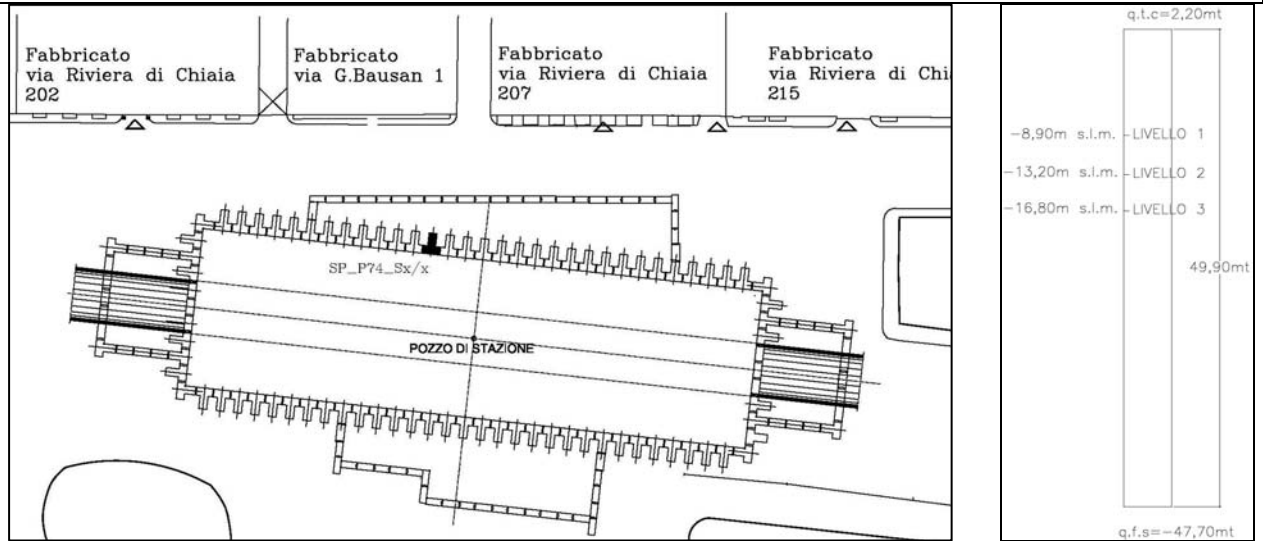 Fabbricato
via Riviera di Chiaia
202
Fabbricato
via G.Bausan 1
Fabbricato
via Riviera di Chiaia
207
Fabbricato
via Riviera di Chi
215
SP_P74_Sx/x
POZZO DI STAZIONE
q.t.c=2,20mt
-8,90m s.l.m. LIVELLO 1
-13,20m s.l.m. LIVELLO 2
-16,80m s.l.m. LIVELLO 3
49,90mt
q.f.s=-47,70mt